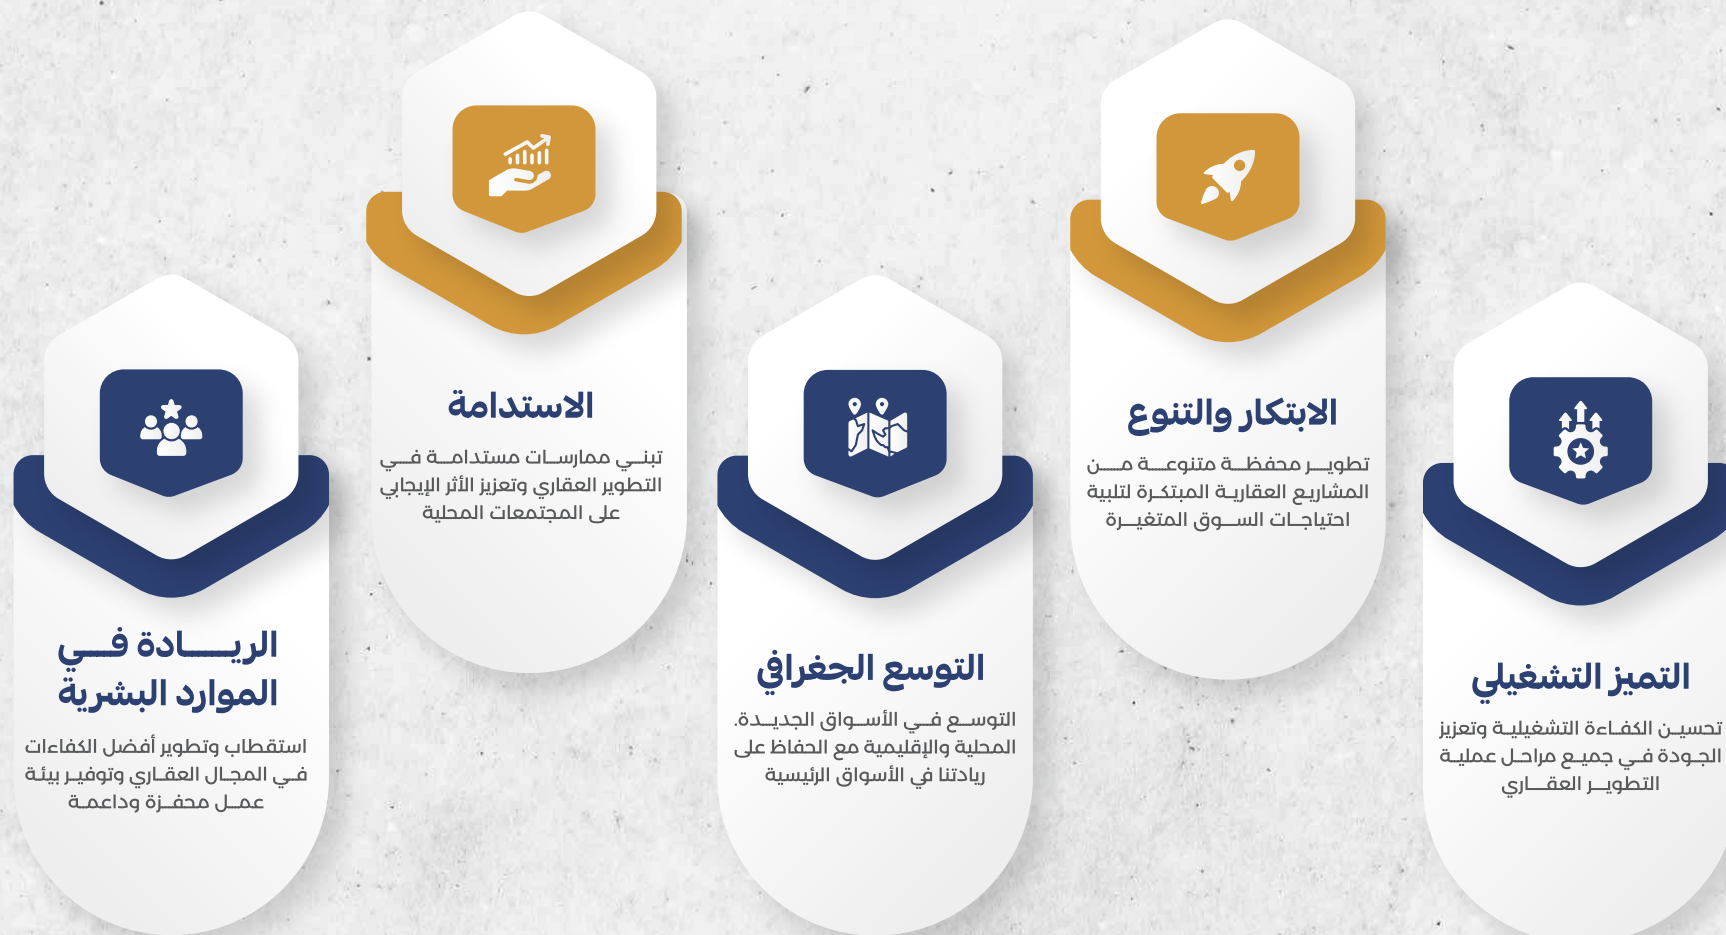 التميز التشغيلي
تحسين الكفاءة التشغيلية وتعزيز
الجودة في جميع مراحل عملية
التطوير العقاري
الابتكار والتنوع
تطوير محفظة متنوعة من
المشاريع العقارية المبتكرة لتلبية
احتياجات السوق المتغيرة
التوسع الجغرافي
التوسع في الأسواق الجديدة.
المحلية والإقليمية مع الحفاظ على
ريادتنا في الأسواق الرئيسية
الاستدامة
تبني ممارسات مستدامة في
التطوير العقاري وتعزيز الأثر الإيجابي
على المجتمعات المحلية
الريادة في
الموارد البشرية
استقطاب وتطوير أفضل الكفاءات
في المجال العقاري وتوفير بيئة
عمل محفزة وداعمة